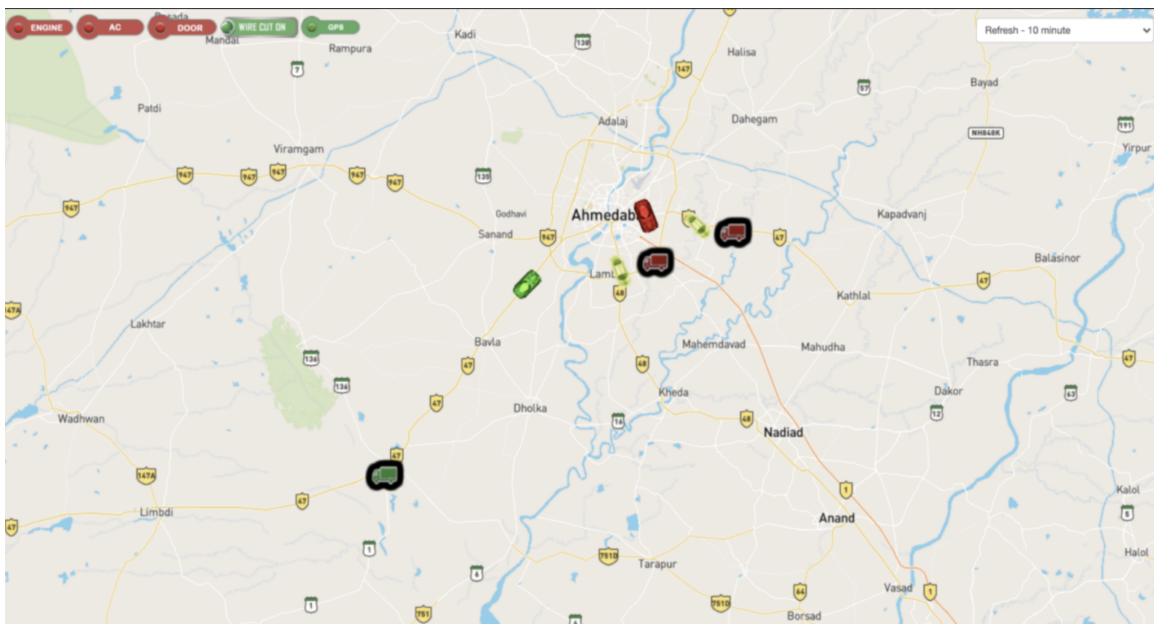 ENGINE
AC
DOOR
WIRE CUT ON
GPS
Refresh - 10 minute
Mandal
Rampura
Kadi
138
Halisa
7
147
57
Bayad
Patdi
Adalaj
Dahegam
191
NH848K
Viramgam
Yirpur
947
947
947
947
947
135
947
Godhavi
Ahmedab
Kapadvanj
Sanand
947
47
Balasinor
47
48
Kathlal
147A
Lakhtar
Bavla
Mahemdavad
Mahudha
136
47
48
47
Thasra
136
Kheda
Dakor
63
47
Dholka
12
Wadhwan
16
48
Nadiad
47
147A
1
Kalol
47
Limbdi
Anand
5
47
1
Halol
751D
Tarapur
6
Vasad
1
751
751D
64
1
Borsad